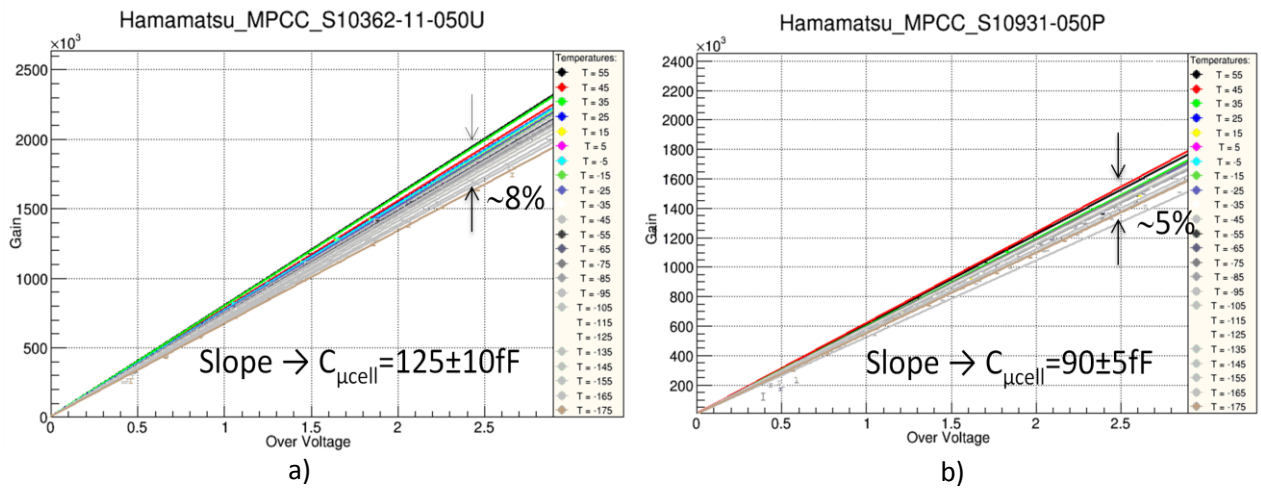 Hamamatsu_MPCC_S10362-11-050U
×10³
2500
2000
1500
1000
500
0
Gain
0
0.5
1
1.5
2
2.5
Over Voltage
~8%
Slope → Cμcell=125±10fF
Temperatures:
T = 55
T = 45
T = 35
T = 25
T = 15
T = 5
T = -5
T = -15
T = -25
T = -35
T = -45
T = -55
T = -65
T = -75
T = -85
T = -95
T = -105
T = -115
T = -125
T = -135
T = -145
T = -155
T = -165
T = -175
a)
Hamamatsu_MPCC_S10931-050P
×10³
2400
2200
2000
1800
1600
1400
1200
1000
800
600
400
200
Gain
0
0.5
1
1.5
2
2.5
Over Voltage
~5%
Slope → Cμcell=90±5fF
Temperatures:
T = 55
T = 45
T = 35
T = 25
T = 15
T = 5
T = -5
T = -15
T = -25
T = -35
T = -45
T = -55
T = -65
T = -75
T = -85
T = -95
T = -105
T = -115
T = -125
T = -135
T = -145
T = -155
T = -165
T = -175
b)